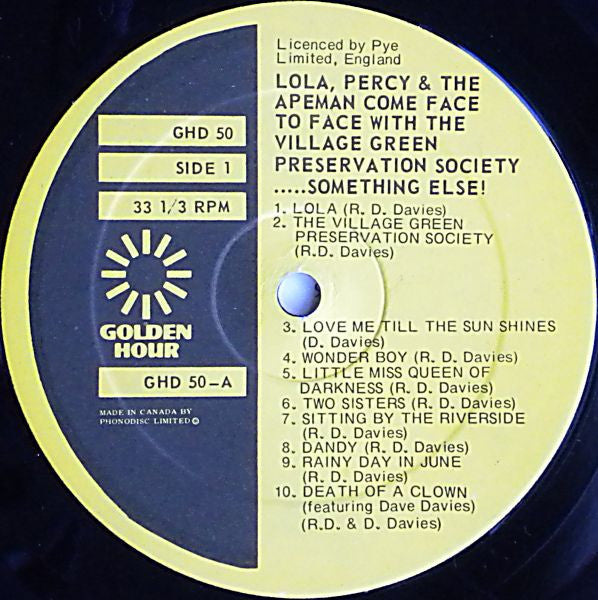 Licenced by Pye
Limited, England
LOLA, PERCY & THE
APEMAN COME FACE
TO FACE WITH THE
VILLAGE GREEN
PRESERVATION SOCIETY
.....SOMETHING ELSE!
GHD 50
SIDE 1
33 1/3 RPM
GOLDEN
HOUR
GHD 50-A
MADE IN CANADA BY
PHONODISC LIMITED ©
1. LOLA (R. D. Davies)
2. THE VILLAGE GREEN
PRESERVATION SOCIETY
(R.D. Davies)
3. LOVE ME TILL THE SUN SHINES
(D. Davies)
4. WONDER BOY (R. D. Davies)
5. LITTLE MISS QUEEN OF
DARKNESS (R. D. Davies)
6. TWO SISTERS (R. D. Davies)
7. SITTING BY THE RIVERSIDE
(R. D. Davies)
8. DANDY (R. D. Davies)
9. RAINY DAY IN JUNE
(R. D. Davies)
10. DEATH OF A CLOWN
(featuring Dave Davies)
(R.D. & D. Davies)